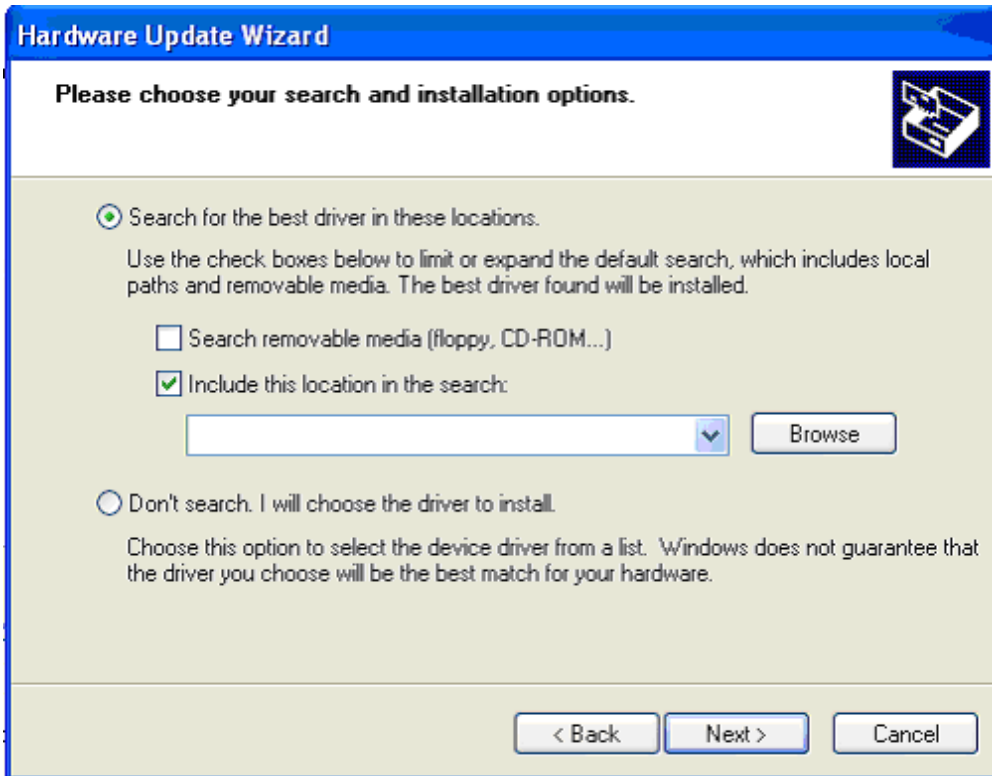 Hardware Update Wizard
Please choose your search and installation options.
Search for the best driver in these locations.
Use the check boxes below to limit or expand the default search, which includes local
paths and removable media. The best driver found will be installed.
Search removable media (floppy, CD-ROM...)
Include this location in the search:
Browse
Don't search. I will choose the driver to install.
Choose this option to select the device driver from a list. Windows does not guarantee that
the driver you choose will be the best match for your hardware.
< Back Next > Cancel